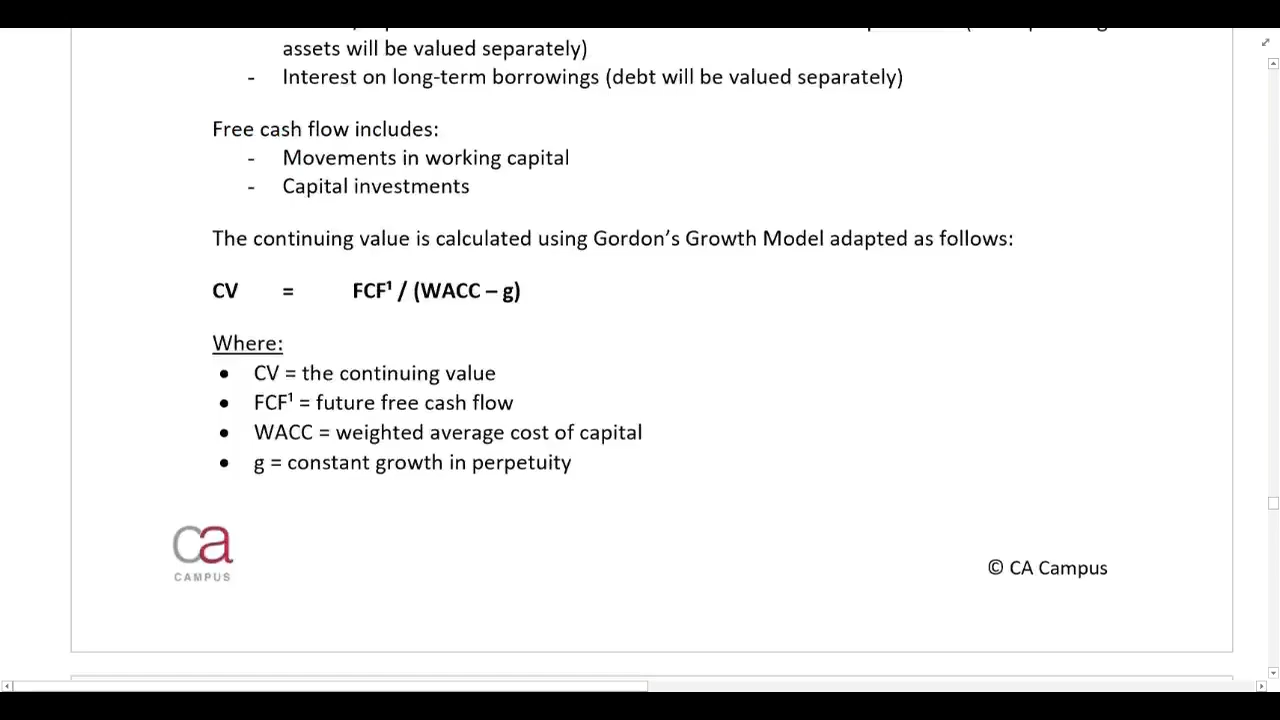 assets will be valued separately)
- Interest on long-term borrowings (debt will be valued separately)
Free cash flow includes:
- Movements in working capital
- Capital investments
The continuing value is calculated using Gordon’s Growth Model adapted as follows:
CV = FCF¹ / (WACC – g)
Where:
• CV = the continuing value
• FCF¹ = future free cash flow
• WACC = weighted average cost of capital
• g = constant growth in perpetuity
ca
CAMPUS
© CA Campus